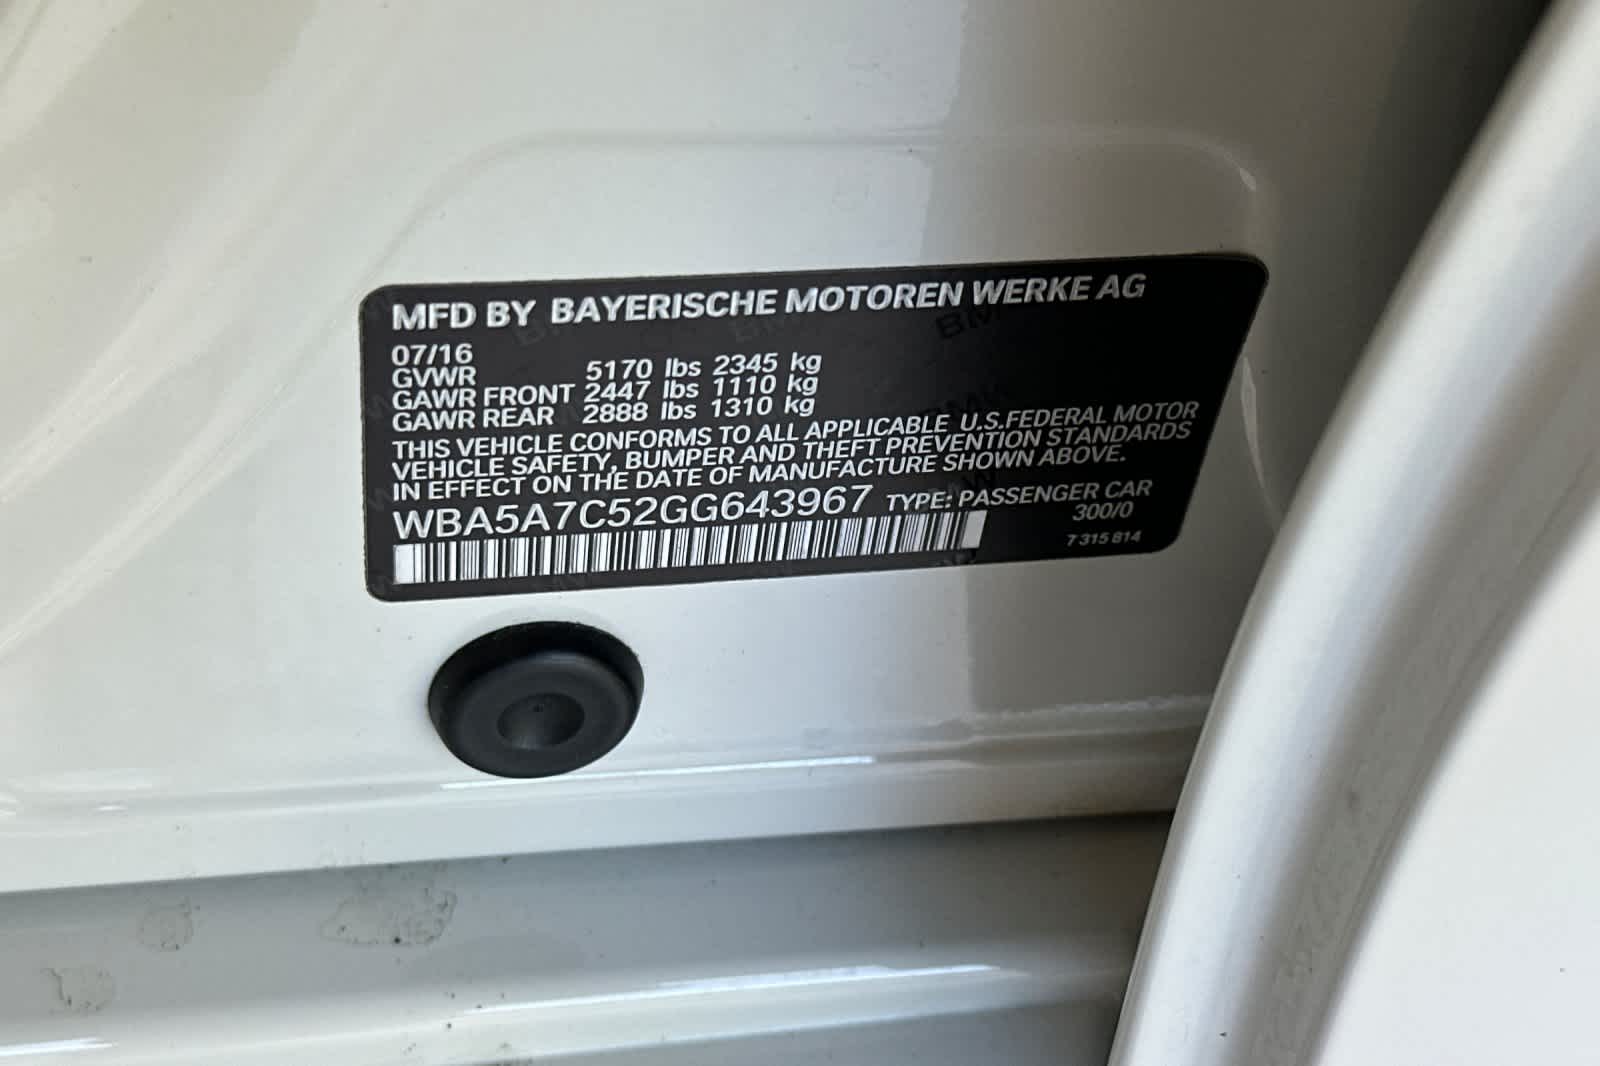 MFD BY BAYERISCHE MOTOREN WERKE AG
07/16
GVWR 5170 lbs 2345 kg
GAWR FRONT 2447 lbs 1110 kg
GAWR REAR 2888 lbs 1310 kg
THIS VEHICLE CONFORMS TO ALL APPLICABLE U.S.FEDERAL MOTOR
VEHICLE SAFETY, BUMPER AND THEFT PREVENTION STANDARDS
IN EFFECT ON THE DATE OF MANUFACTURE SHOWN ABOVE.
WBA5A7C52GG643967 TYPE: PASSENGER CAR
300/0
7 315 814